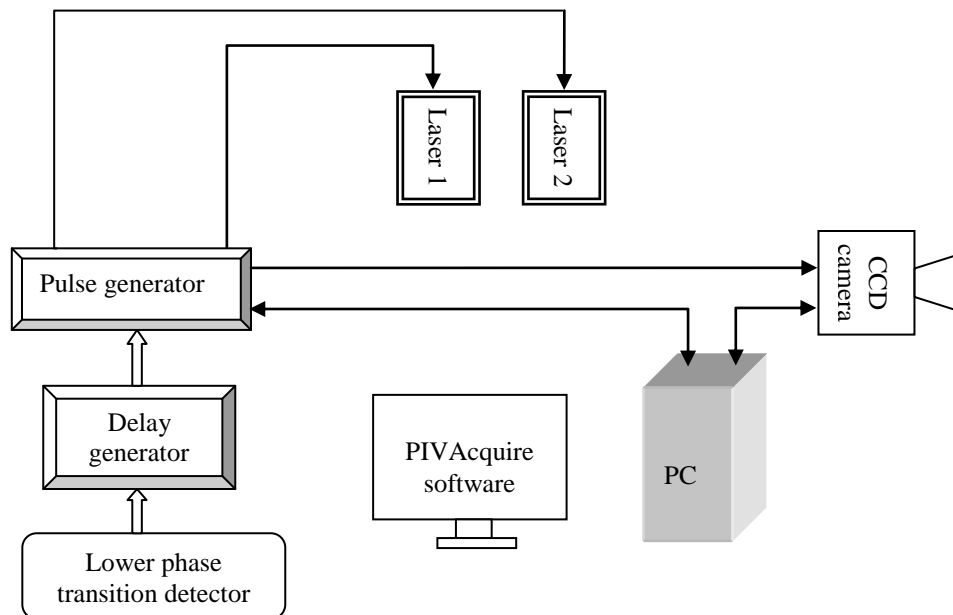 Laser 1
Laser 2
Pulse generator
CCD
camera
Delay
generator
PIVAcquire
software
PC
Lower phase
transition detector